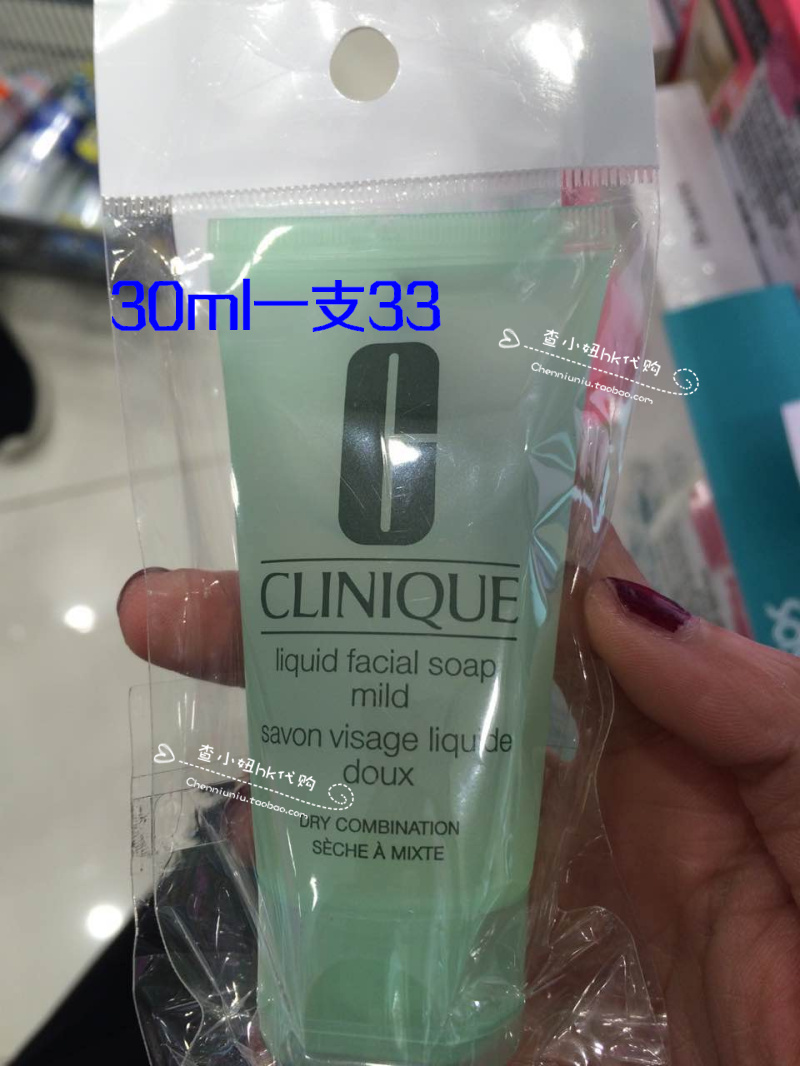 30ml一支33
查小妞hk代购
Chenniuniu.taobao.com
C
CLINIQUE
liquid facial soap
mild
savon visage liquide
doux
查小妞hk代购
Chenniuniu.taobao.com
DRY COMBINATION
SÈCHE À MIXTE